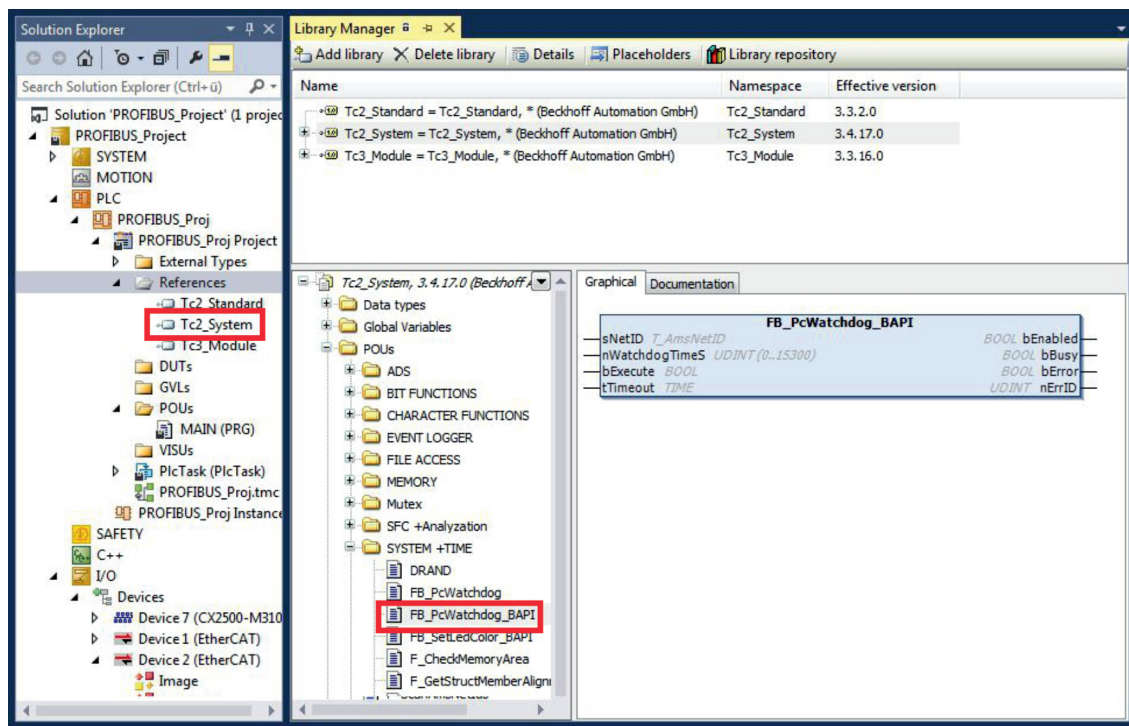 Solution Explorer
Search Solution Explorer (Ctrl+ü)
Solution 'PROFIBUS_Project' (1 projec
PROFIBUS_Project
SYSTEM
MOTION
PLC
PROFIBUS_Proj
PROFIBUS_Proj Project
External Types
References
Tc2_Standard
Tc2_System
Tc3_Module
DUTs
GVLs
POUs
MAIN (PRG)
VISUs
PlcTask (PlcTask)
PROFIBUS_Proj.tmc
PROFIBUS_Proj Instance
SAFETY
C++
I/O
Devices
Device 7 (CX2500-M310
Device 1 (EtherCAT)
Device 2 (EtherCAT)
Image
Library Manager
Add library Delete library Details Placeholders Library repository
Name Namespace Effective version
Tc2_Standard = Tc2_Standard, * (Beckhoff Automation GmbH) Tc2_Standard 3.3.2.0
Tc2_System = Tc2_System, * (Beckhoff Automation GmbH) Tc2_System 3.4.17.0
Tc3_Module = Tc3_Module, * (Beckhoff Automation GmbH) Tc3_Module 3.3.16.0
Tc2_System, 3.4.17.0 (Beckhoff A
Data types
Global Variables
POUs
ADS
BIT FUNCTIONS
CHARACTER FUNCTIONS
EVENT LOGGER
FILE ACCESS
MEMORY
Mutex
SFC +Analyzation
SYSTEM +TIME
DRAND
FB_PcWatchdog
FB_PcWatchdog_BAPI
FB_SetLedColor_BAPI
F_CheckMemoryArea
F_GetStructMemberAlignm
Graphical Documentation
FB_PcWatchdog_BAPI
sNetID T_AmsNetID BOOL bEnabled
nWatchdogTimeS UDINT (0..15300) BOOL bBusy
bExecute BOOL BOOL bError
tTimeout TIME UDINT nErrID